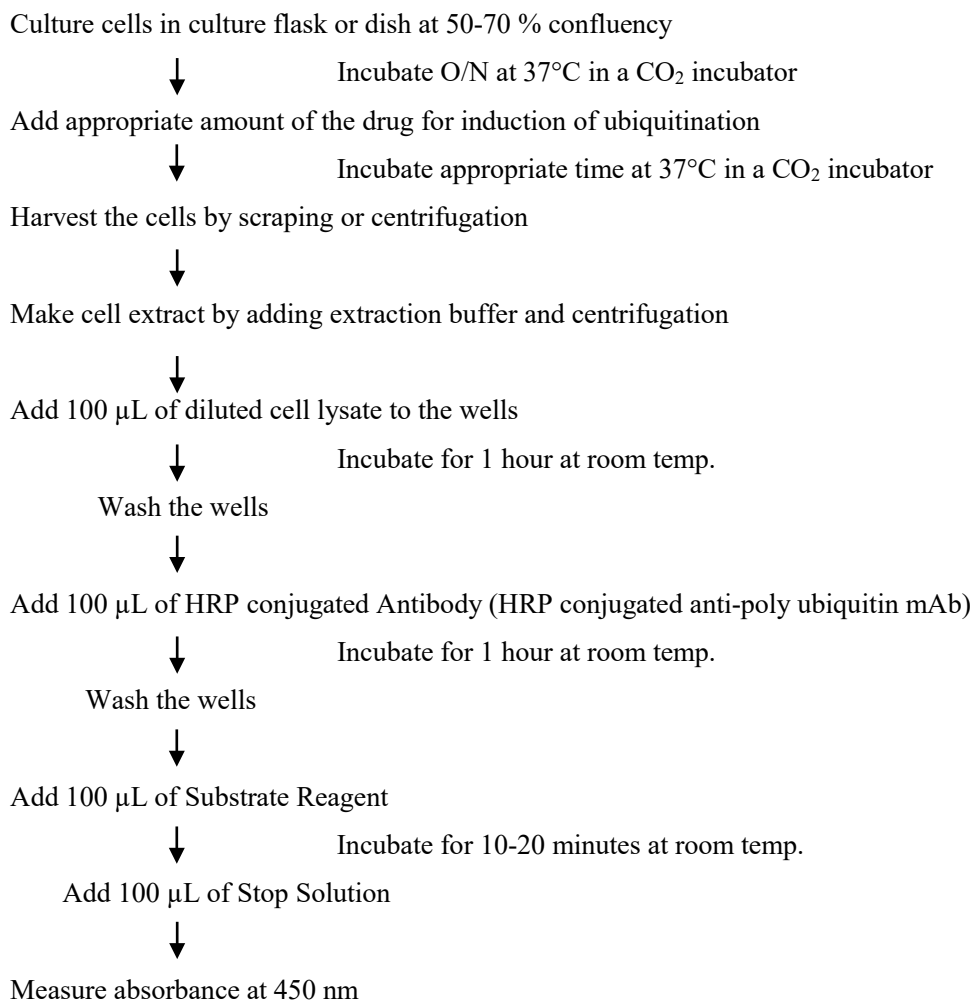 Culture cells in culture flask or dish at 50-70 % confluency
Incubate O/N at 37°C in a CO₂ incubator
Add appropriate amount of the drug for induction of ubiquitination
Incubate appropriate time at 37°C in a CO₂ incubator
Harvest the cells by scraping or centrifugation
Make cell extract by adding extraction buffer and centrifugation
Add 100 µL of diluted cell lysate to the wells
Incubate for 1 hour at room temp.
Wash the wells
Add 100 µL of HRP conjugated Antibody (HRP conjugated anti-poly ubiquitin mAb)
Incubate for 1 hour at room temp.
Wash the wells
Add 100 µL of Substrate Reagent
Incubate for 10-20 minutes at room temp.
Add 100 µL of Stop Solution
Measure absorbance at 450 nm